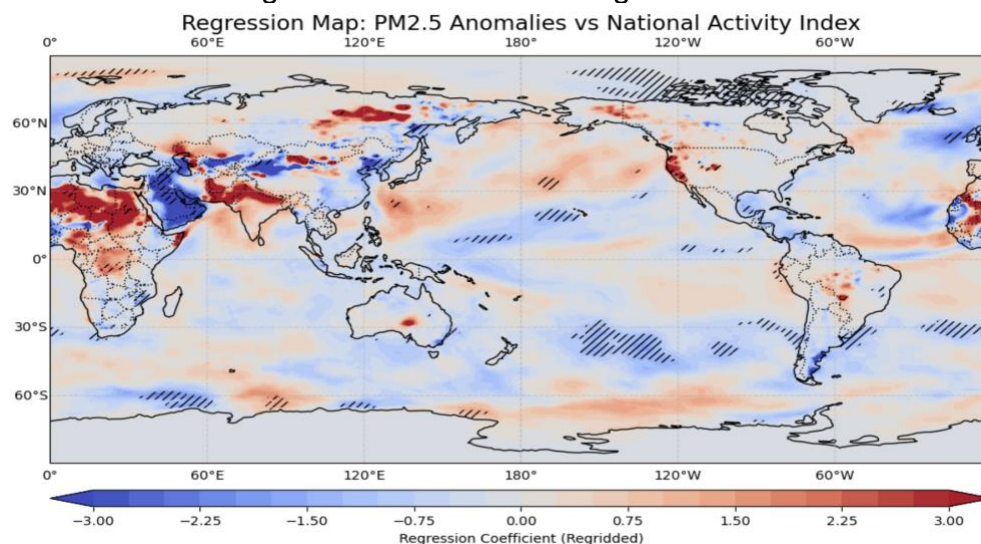 Regression Map: PM2.5 Anomalies vs National Activity Index
0° 60°E 120°E 180° 120°W 60°W
60°N
30°N
0°
30°S
60°S
0° 60°E 120°E 180° 120°W 60°W
−3.00 −2.25 −1.50 −0.75 0.00 0.75 1.50 2.25 3.00
Regression Coefficient (Regridded)